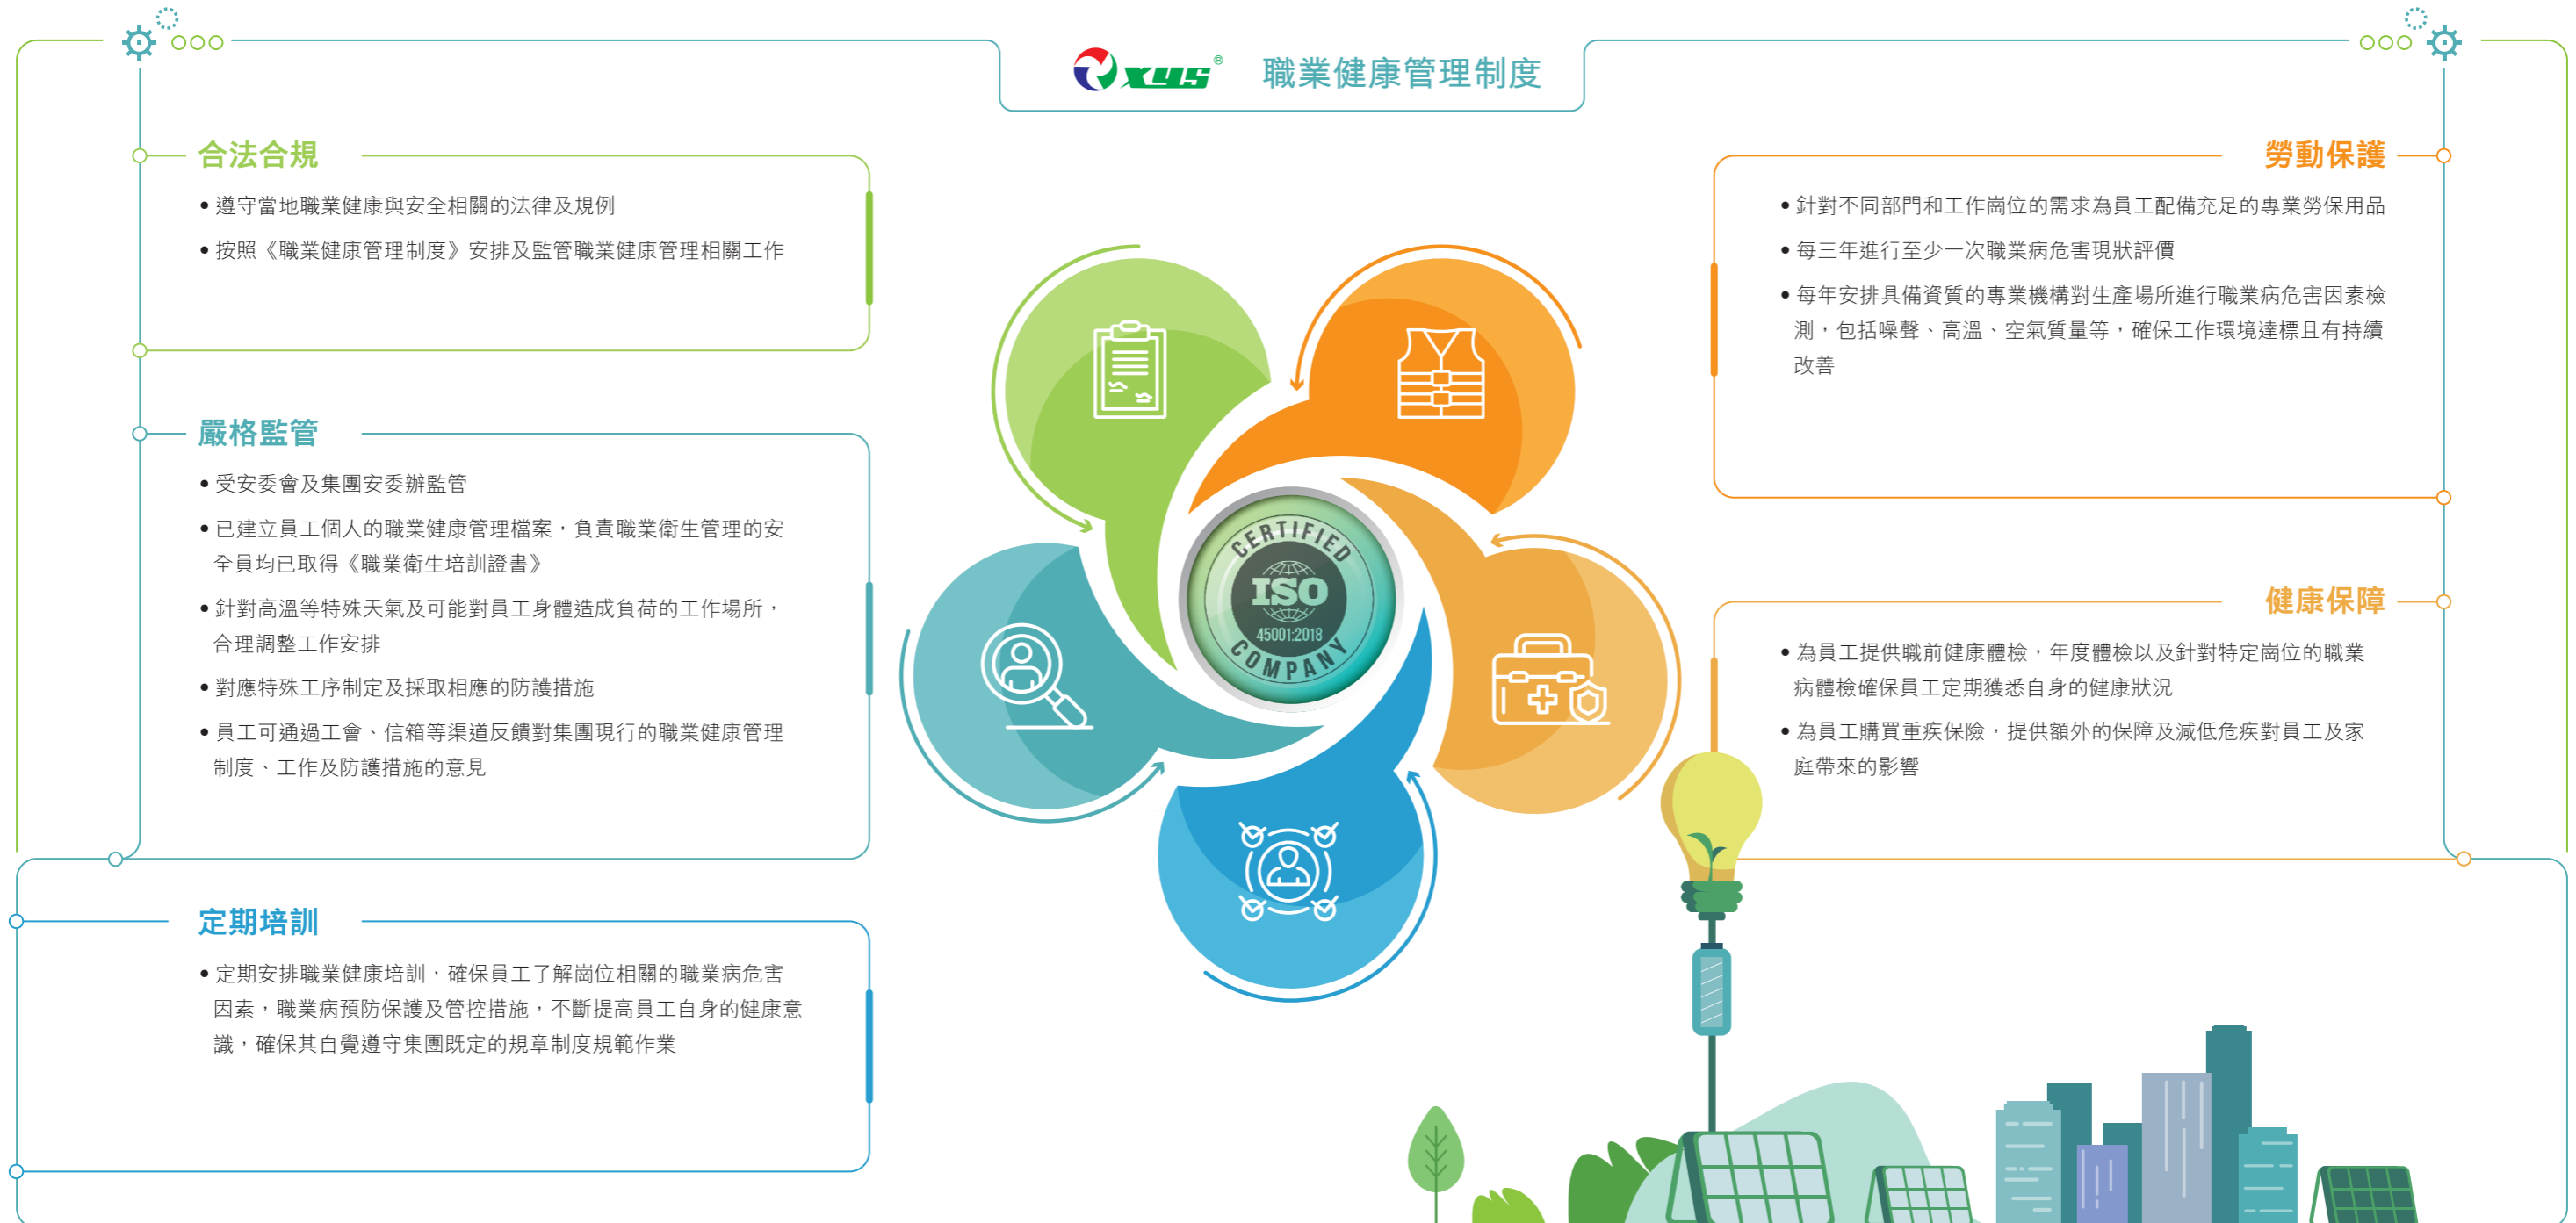 xys® 職業健康管理制度
合法合規
• 遵守當地職業健康與安全相關的法律及規例
• 按照《職業健康管理制度》安排及監管職業健康管理相關工作
嚴格監管
• 受安委會及集團安委辦監管
• 已建立員工個人的職業健康管理檔案，負責職業衛生管理的安
全員均已取得《職業衛生培訓證書》
• 針對高溫等特殊天氣及可能對員工身體造成負荷的工作場所，
合理調整工作安排
• 對應特殊工序制定及採取相應的防護措施
• 員工可通過工會、信箱等渠道反饋對集團現行的職業健康管理
制度、工作及防護措施的意見
定期培訓
• 定期安排職業健康培訓，確保員工了解崗位相關的職業病危害
因素，職業病預防保護及管控措施，不斷提高員工自身的健康意
識，確保其自覺遵守集團既定的規章制度規範作業
CERTIFIED
ISO
45001:2018
COMPANY
勞動保護
• 針對不同部門和工作崗位的需求為員工配備充足的專業勞保用品
• 每三年進行至少一次職業病危害現狀評價
• 每年安排具備資質的專業機構對生產場所進行職業病危害因素檢
測，包括噪聲、高溫、空氣質量等，確保工作環境達標且有持續
改善
健康保障
• 為員工提供職前健康體檢，年度體檢以及針對特定崗位的職業
病體檢確保員工定期獲悉自身的健康狀況
• 為員工購買重疾保險，提供額外的保障及減低危疾對員工及家
庭帶來的影響